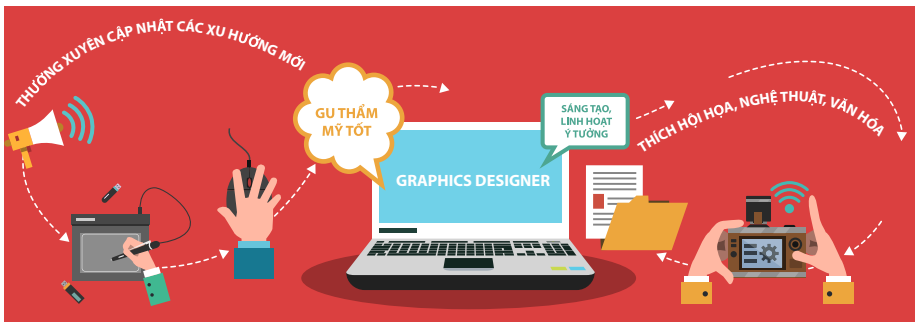 THƯỜNG XUYÊN CẬP NHẬT CÁC XU HƯỚNG MỚI
GU THẨM
MỸ TỐT
GRAPHICS DESIGNER
SÁNG TẠO,
LINH HOẠT
Ý TƯỞNG
THÍCH HỘI HỌA, NGHỆ THUẬT, VĂN HÓA